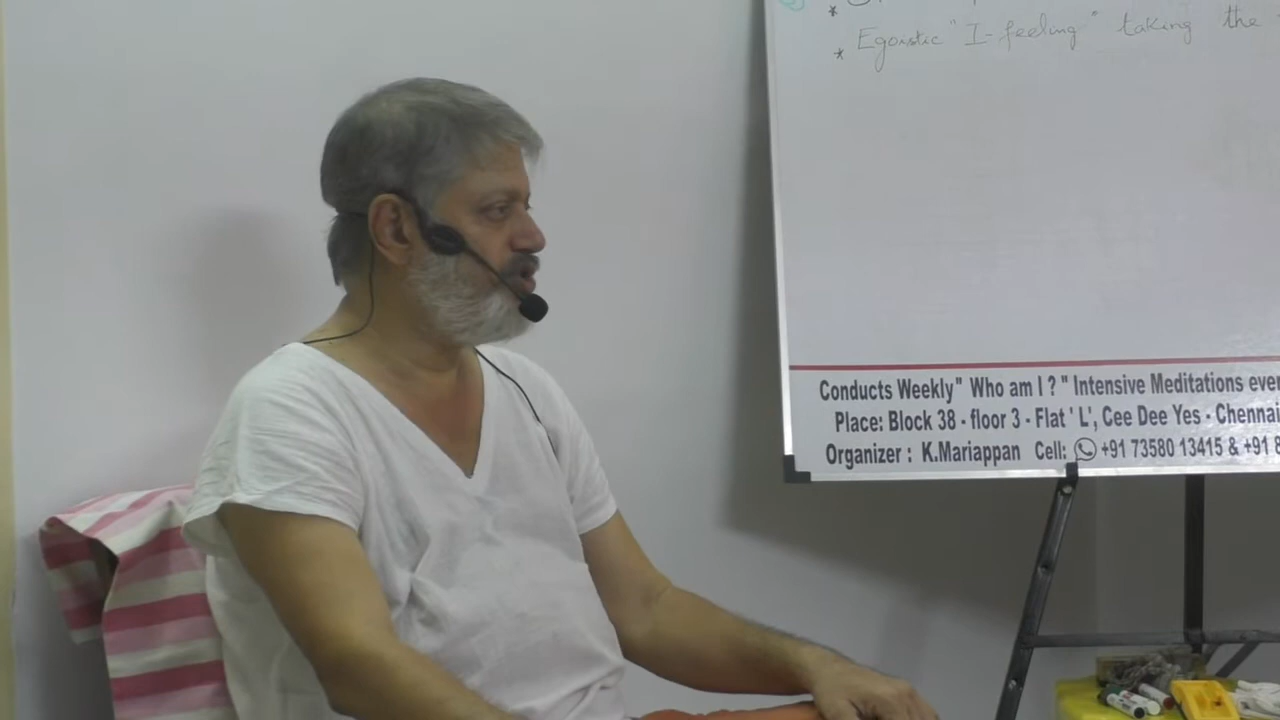 * Egoistic "I-feeling" taking the
Conducts Weekly" Who am I ? " Intensive Meditations ever
Place: Block 38 - floor 3 - Flat ' L', Cee Dee Yes - Chennai
Organizer : K.Mariappan Cell: +91 73580 13415 & +91 8